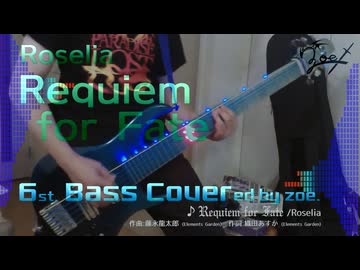 Roselia
Zoe
Requiem
for Fate
6st. Bass Covered by zoe.
♪ Requiem for Fate /Roselia
作曲:藤永龍太郎 (Elements Garden) 作詞:織田あすか (Elements Garden)